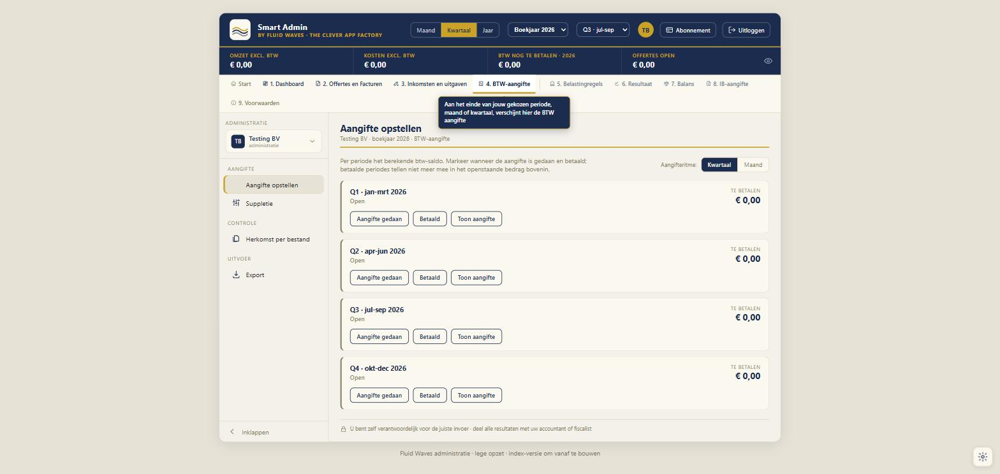 Smart Admin
BY FLUID WAVES · THE CLEVER APP FACTORY
Maand Kwartaal Jaar
Boekjaar 2026
Q3 · jul-sep
TB
Abonnement
Uitloggen
OMZET EXCL. BTW
€ 0,00
KOSTEN EXCL. BTW
€ 0,00
BTW NOG TE BETALEN · 2026
€ 0,00
OFFERTES OPEN
€ 0,00
Start
1. Dashboard
2. Offertes en Facturen
3. Inkomsten en uitgaven
4. BTW-aangifte
5. Belastingregels
6. Resultaat
7. Balans
8. IB-aangifte
9. Voorwaarden
Aan het einde van jouw gekozen periode,
maand of kwartaal, verschijnt hier de BTW
aangifte
ADMINISTRATIE
TB
Testing BV
administratie
AANGIFTE
Aangifte opstellen
Suppletie
CONTROLE
Herkomst per bestand
UITVOER
Export
Inklappen
Aangifte opstellen
Testing BV · boekjaar 2026 · BTW-aangifte
Per periode het berekende btw-saldo. Markeer wanneer de aangifte is gedaan en betaald;
betaalde periodes tellen niet meer mee in het openstaande bedrag bovenin.
Aangifteritme:
Kwartaal Maand
Q1 · jan-mrt 2026
Open
TE BETALEN
€ 0,00
Aangifte gedaan Betaald Toon aangifte
Q2 · apr-jun 2026
Open
TE BETALEN
€ 0,00
Aangifte gedaan Betaald Toon aangifte
Q3 · jul-sep 2026
Open
TE BETALEN
€ 0,00
Aangifte gedaan Betaald Toon aangifte
Q4 · okt-dec 2026
Open
TE BETALEN
€ 0,00
Aangifte gedaan Betaald Toon aangifte
U bent zelf verantwoordelijk voor de juiste invoer · deel alle resultaten met uw accountant of fiscalist
Fluid Waves administratie · lege opzet · index-versie om vanaf te bouwen